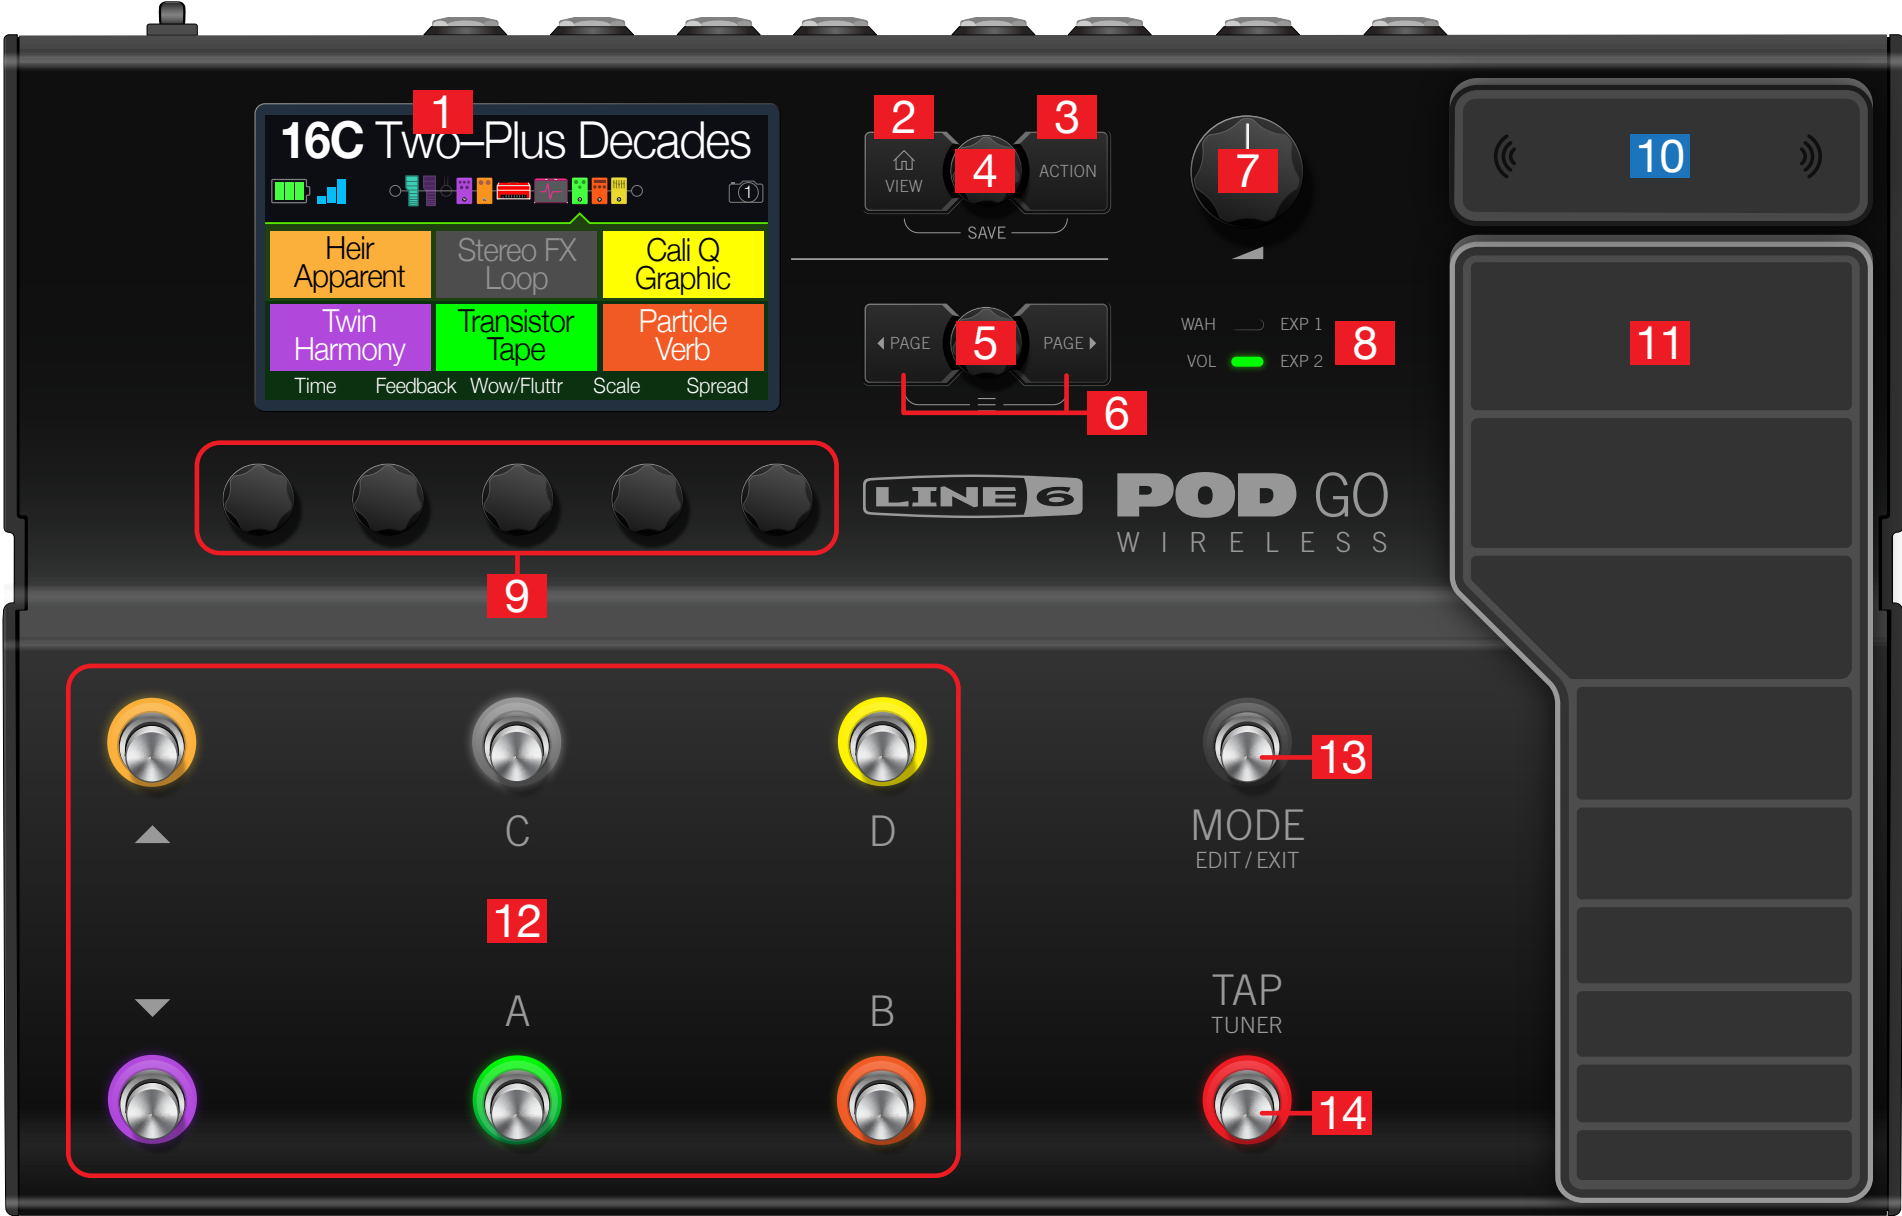 1
16C Two–Plus Decades
1
Heir Apparent
Stereo FX Loop
Cali Q Graphic
Twin Harmony
Transistor Tape
Particle Verb
Time Feedback Wow/Fluttr Scale Spread
2
VIEW
4
3
ACTION
SAVE
PAGE
5
PAGE
6
7
WAH EXP 1
VOL EXP 2
8
10
11
9
LINE 6
POD GO
WIRELESS
C
D
12
A
B
13
MODE
EDIT / EXIT
TAP
TUNER
14